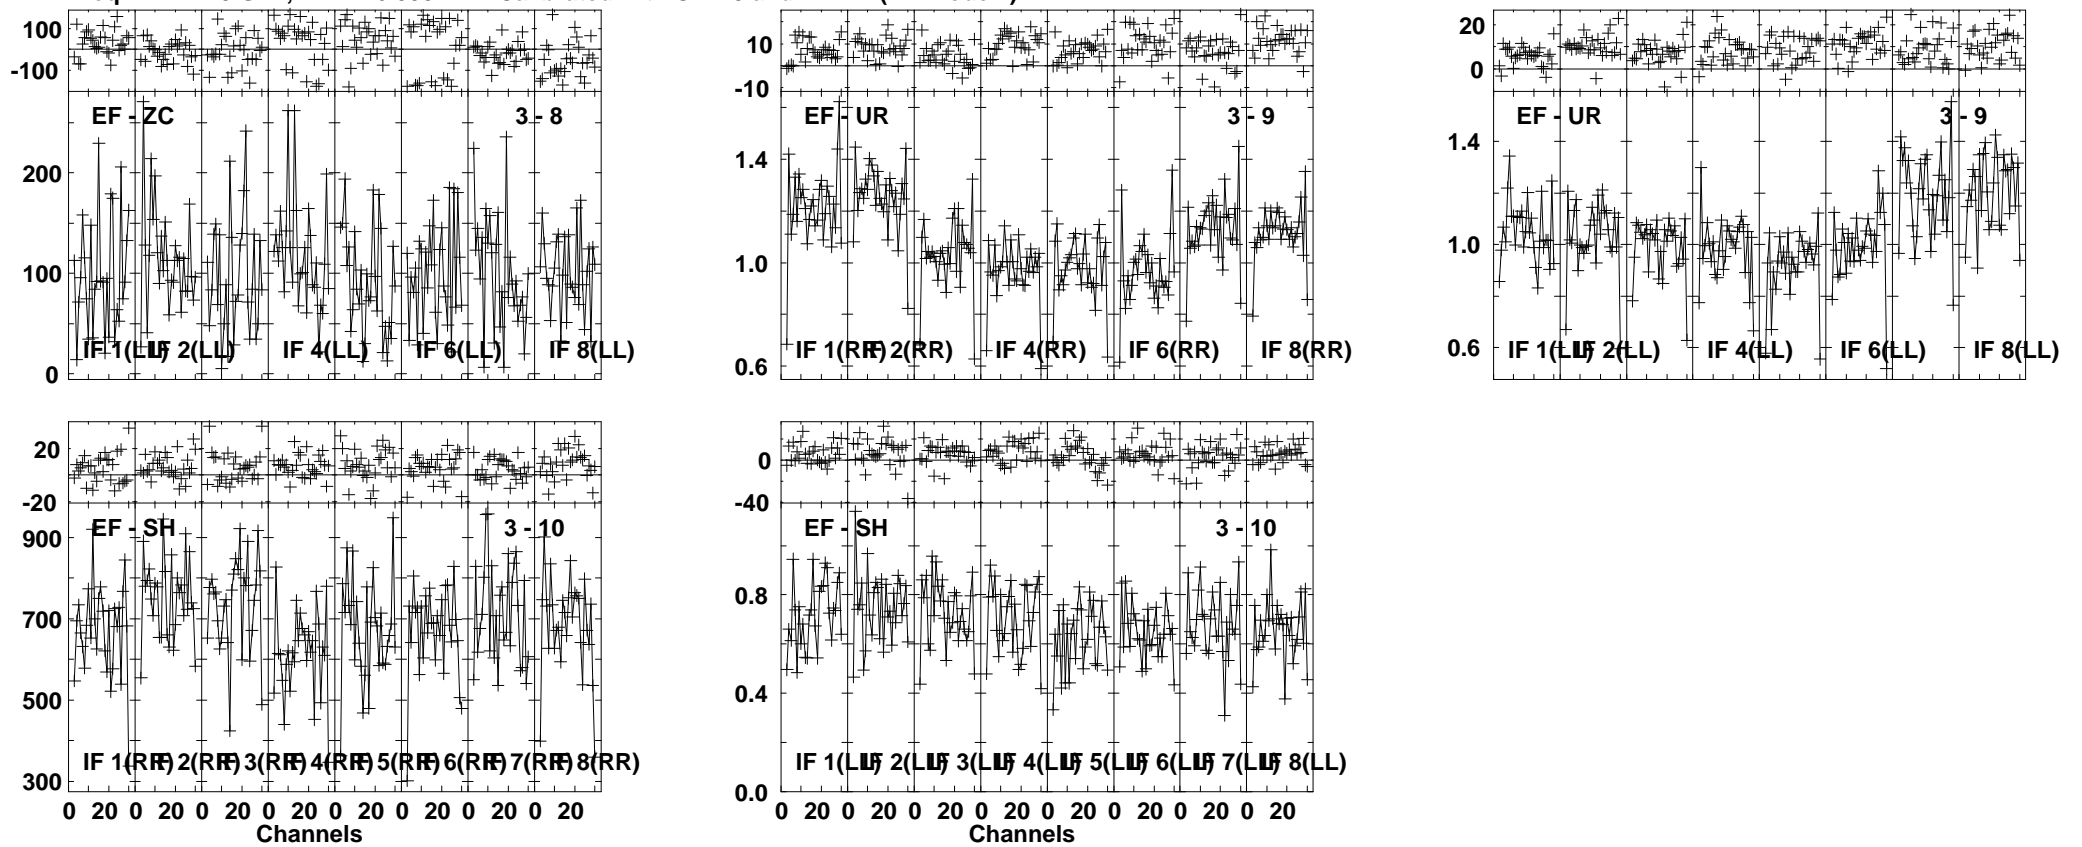 100
-100
EF - ZC
3 - 8
200
100
0
IF 1(LL)
IF 2(LL)
IF 4(LL)
IF 6(LL)
IF 8(LL)
10
-10
EF - UR
3 - 9
1.4
1.0
0.6
IF 1(RR)
IF 2(RR)
IF 4(RR)
IF 6(RR)
IF 8(RR)
20
0
EF - UR
3 - 9
1.4
1.0
0.6
IF 1(LL)
IF 2(LL)
IF 4(LL)
IF 6(LL)
IF 8(LL)
20
-20
EF - SH
3 - 10
900
700
500
300
IF 1(RR)
IF 2(RR)
IF 3(RR)
IF 4(RR)
IF 5(RR)
IF 6(RR)
IF 7(RR)
IF 8(RR)
0 20 0 20 0 20 0 20 0 20 0 20 0 20 0 20
Channels
0
-40
EF - SH
3 - 10
0.8
0.4
0.0
IF 1(LL)
IF 2(LL)
IF 3(LL)
IF 4(LL)
IF 5(LL)
IF 6(LL)
IF 7(LL)
IF 8(LL)
0 20 0 20 0 20 0 20 0 20 0 20 0 20 0 20
Channels